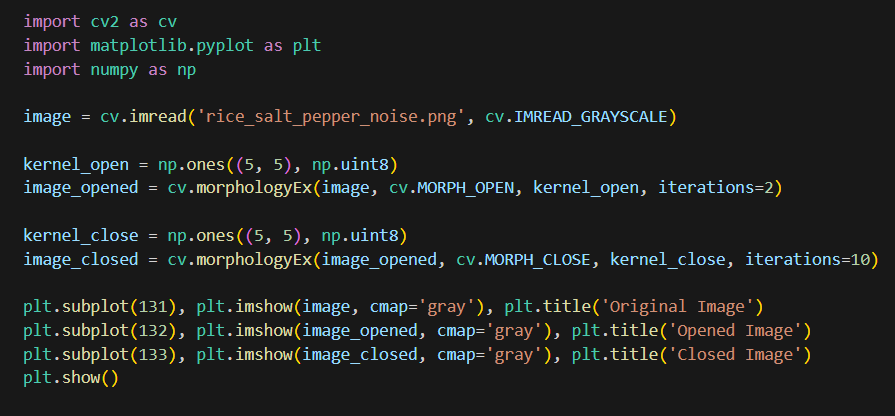 import cv2 as cv
import matplotlib.pyplot as plt
import numpy as np
image = cv.imread('rice_salt_pepper_noise.png', cv.IMREAD_GRAYSCALE)
kernel_open = np.ones((5, 5), np.uint8)
image_opened = cv.morphologyEx(image, cv.MORPH_OPEN, kernel_open, iterations=2)
kernel_close = np.ones((5, 5), np.uint8)
image_closed = cv.morphologyEx(image_opened, cv.MORPH_CLOSE, kernel_close, iterations=10)
plt.subplot(131), plt.imshow(image, cmap='gray'), plt.title('Original Image')
plt.subplot(132), plt.imshow(image_opened, cmap='gray'), plt.title('Opened Image')
plt.subplot(133), plt.imshow(image_closed, cmap='gray'), plt.title('Closed Image')
plt.show()